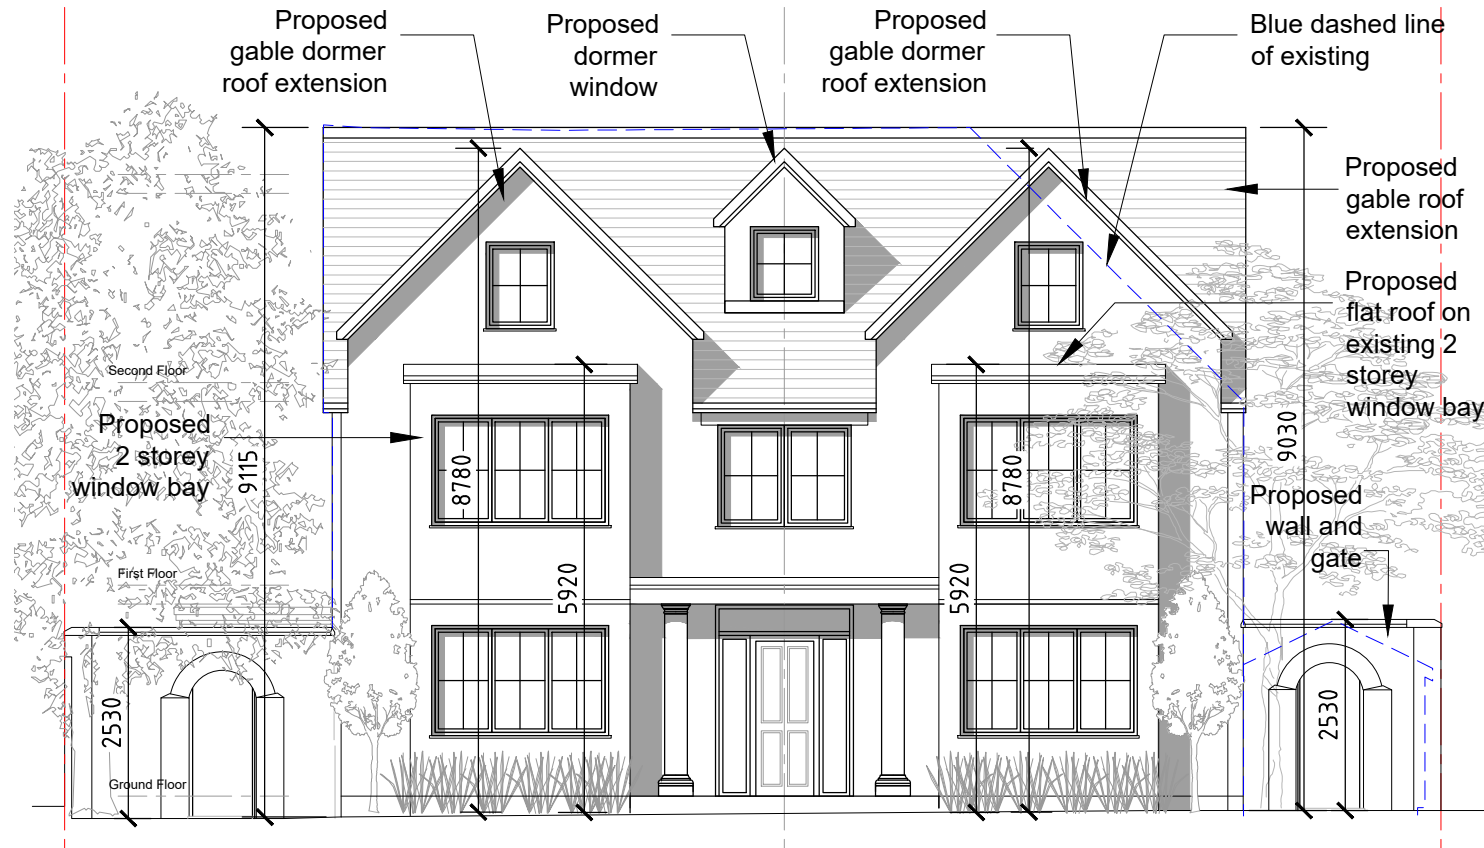 Proposed
gable dormer
roof extension
Proposed
dormer
window
Proposed
gable dormer
roof extension
Blue dashed line
of existing
Proposed
gable roof
extension
Proposed
flat roof on
existing 2
storey
window bay
Second Floor
Proposed
2 storey
window bay
9115
8780
8780
9030
Proposed
wall and
gate
First Floor
5920
5920
2530
2530
Ground Floor